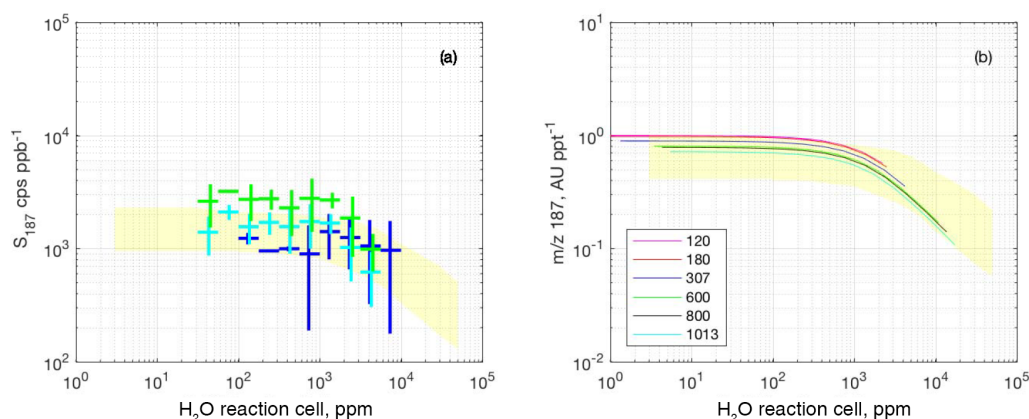 10^5
10^4
10^3
10^2
S_187 cps ppb^-1
(a)
10^0 10^1 10^2 10^3 10^4 10^5
H_2O reaction cell, ppm
10^1
10^0
10^-1
10^-2
m/z 187, AU ppt^-1
(b)
120
180
307
600
800
1013
10^0 10^1 10^2 10^3 10^4 10^5
H_2O reaction cell, ppm